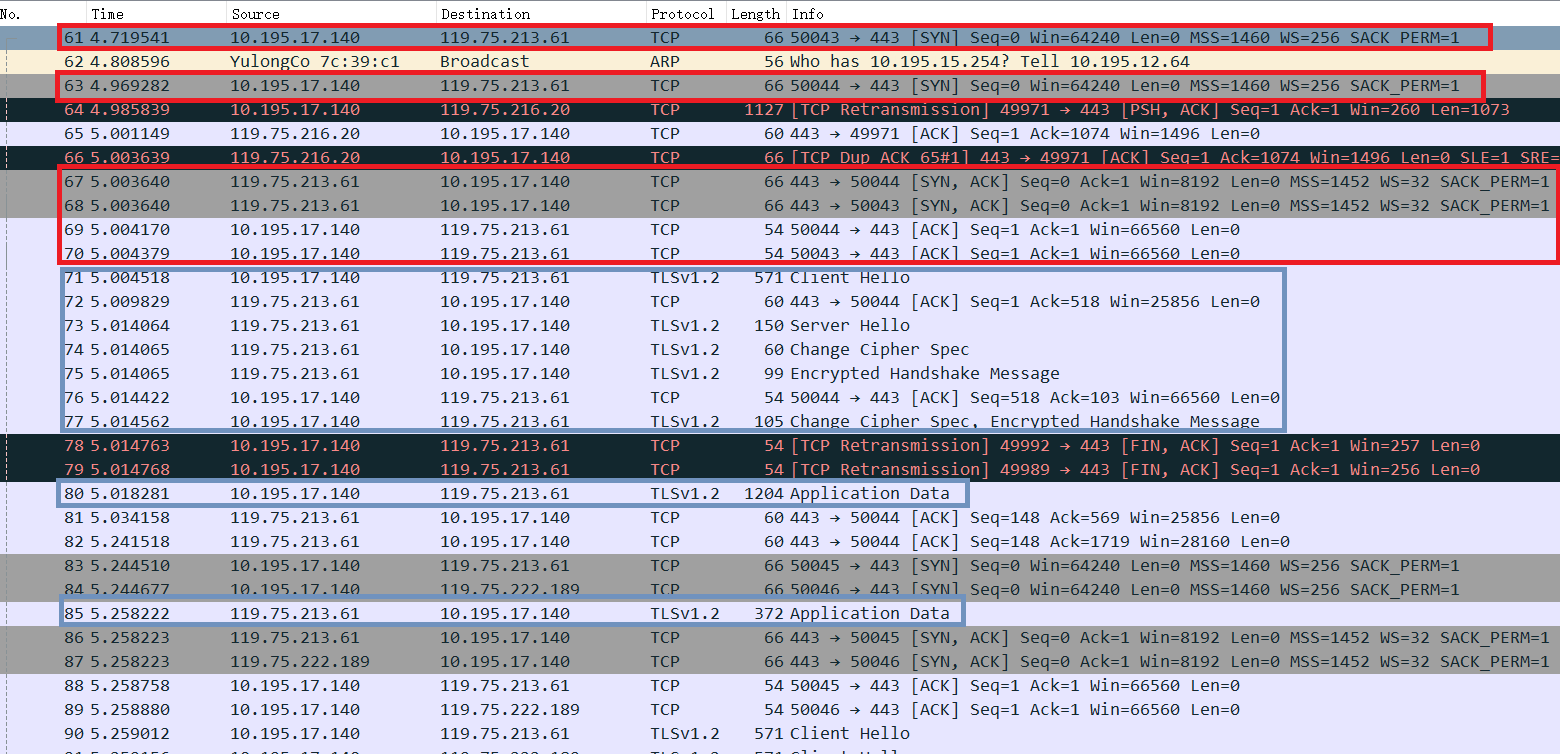 No. Time Source Destination Protocol Length Info
61 4.719541 10.195.17.140 119.75.213.61 TCP 66 50043 → 443 [SYN] Seq=0 Win=64240 Len=0 MSS=1460 WS=256 SACK_PERM=1
62 4.808596 YulongCo_7c:39:c1 Broadcast ARP 56 Who has 10.195.15.254? Tell 10.195.12.64
63 4.969282 10.195.17.140 119.75.213.61 TCP 66 50044 → 443 [SYN] Seq=0 Win=64240 Len=0 MSS=1460 WS=256 SACK_PERM=1
64 4.985839 10.195.17.140 119.75.216.20 TCP 1127 [TCP Retransmission] 49971 → 443 [PSH, ACK] Seq=1 Ack=1 Win=260 Len=1073
65 5.001149 119.75.216.20 10.195.17.140 TCP 60 443 → 49971 [ACK] Seq=1 Ack=1074 Win=1496 Len=0
66 5.003639 119.75.216.20 10.195.17.140 TCP 66 [TCP Dup ACK 65#1] 443 → 49971 [ACK] Seq=1 Ack=1074 Win=1496 Len=0 SLE=1 SRE=
67 5.003640 119.75.213.61 10.195.17.140 TCP 66 443 → 50044 [SYN, ACK] Seq=0 Ack=1 Win=8192 Len=0 MSS=1452 WS=32 SACK_PERM=1
68 5.003640 119.75.213.61 10.195.17.140 TCP 66 443 → 50043 [SYN, ACK] Seq=0 Ack=1 Win=8192 Len=0 MSS=1452 WS=32 SACK_PERM=1
69 5.004170 10.195.17.140 119.75.213.61 TCP 54 50044 → 443 [ACK] Seq=1 Ack=1 Win=66560 Len=0
70 5.004379 10.195.17.140 119.75.213.61 TCP 54 50043 → 443 [ACK] Seq=1 Ack=1 Win=66560 Len=0
71 5.004518 10.195.17.140 119.75.213.61 TLSv1.2 571 Client Hello
72 5.009829 119.75.213.61 10.195.17.140 TCP 60 443 → 50044 [ACK] Seq=1 Ack=518 Win=25856 Len=0
73 5.014064 119.75.213.61 10.195.17.140 TLSv1.2 150 Server Hello
74 5.014065 119.75.213.61 10.195.17.140 TLSv1.2 60 Change Cipher Spec
75 5.014065 119.75.213.61 10.195.17.140 TLSv1.2 99 Encrypted Handshake Message
76 5.014422 10.195.17.140 119.75.213.61 TCP 54 50044 → 443 [ACK] Seq=518 Ack=103 Win=66560 Len=0
77 5.014562 10.195.17.140 119.75.213.61 TLSv1.2 105 Change Cipher Spec, Encrypted Handshake Message
78 5.014763 10.195.17.140 119.75.213.61 TCP 54 [TCP Retransmission] 49992 → 443 [FIN, ACK] Seq=1 Ack=1 Win=257 Len=0
79 5.014768 10.195.17.140 119.75.213.61 TCP 54 [TCP Retransmission] 49989 → 443 [FIN, ACK] Seq=1 Ack=1 Win=256 Len=0
80 5.018281 10.195.17.140 119.75.213.61 TLSv1.2 1204 Application Data
81 5.034158 119.75.213.61 10.195.17.140 TCP 60 443 → 50044 [ACK] Seq=148 Ack=569 Win=25856 Len=0
82 5.241518 119.75.213.61 10.195.17.140 TCP 60 443 → 50044 [ACK] Seq=148 Ack=1719 Win=28160 Len=0
83 5.244510 10.195.17.140 119.75.213.61 TCP 66 50045 → 443 [SYN] Seq=0 Win=64240 Len=0 MSS=1460 WS=256 SACK_PERM=1
84 5.244677 10.195.17.140 119.75.222.189 TCP 66 50046 → 443 [SYN] Seq=0 Win=64240 Len=0 MSS=1460 WS=256 SACK_PERM=1
85 5.258222 119.75.213.61 10.195.17.140 TLSv1.2 372 Application Data
86 5.258223 119.75.213.61 10.195.17.140 TCP 66 443 → 50045 [SYN, ACK] Seq=0 Ack=1 Win=8192 Len=0 MSS=1452 WS=32 SACK_PERM=1
87 5.258223 119.75.222.189 10.195.17.140 TCP 66 443 → 50046 [SYN, ACK] Seq=0 Ack=1 Win=8192 Len=0 MSS=1452 WS=32 SACK_PERM=1
88 5.258758 10.195.17.140 119.75.213.61 TCP 54 50045 → 443 [ACK] Seq=1 Ack=1 Win=66560 Len=0
89 5.258880 10.195.17.140 119.75.222.189 TCP 54 50046 → 443 [ACK] Seq=1 Ack=1 Win=66560 Len=0
90 5.259012 10.195.17.140 119.75.213.61 TLSv1.2 571 Client Hello